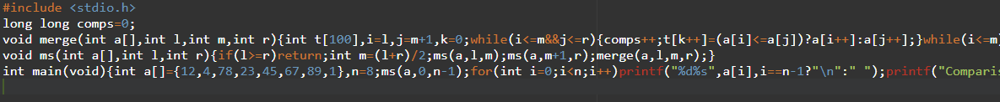 #include <stdio.h>
long long comps=0;
void merge(int a[],int l,int m,int r){int t[100],i=l,j=m+1,k=0;while(i<=m&&j<=r){comps++;t[k++]=(a[i]<=a[j])?a[i++]:a[j++];}while(i<=m)
void ms(int a[],int l,int r){if(l>=r)return;int m=(l+r)/2;ms(a,l,m);ms(a,m+1,r);merge(a,l,m,r);}
int main(void){int a[]={12,4,78,23,45,67,89,1},n=8;ms(a,0,n-1);for(int i=0;i<n;i++)printf("%d%s",a[i],i==n-1?"\n":" ");printf("Comparis